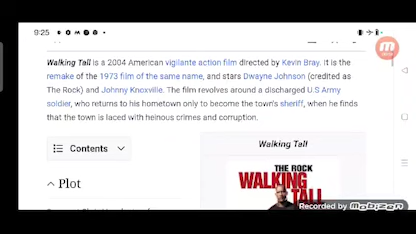 9:25
Walking Tall is a 2004 American vigilante action film directed by Kevin Bray. It is the
remake of the 1973 film of the same name, and stars Dwayne Johnson (credited as
The Rock) and Johnny Knoxville. The film revolves around a discharged U.S Army
soldier, who returns to his hometown only to become the town's sheriff, when he finds
that the town is laced with heinous crimes and corruption.
Contents
Walking Tall
Plot
THE ROCK
WALKING
TALL
Recorded by Mobizen